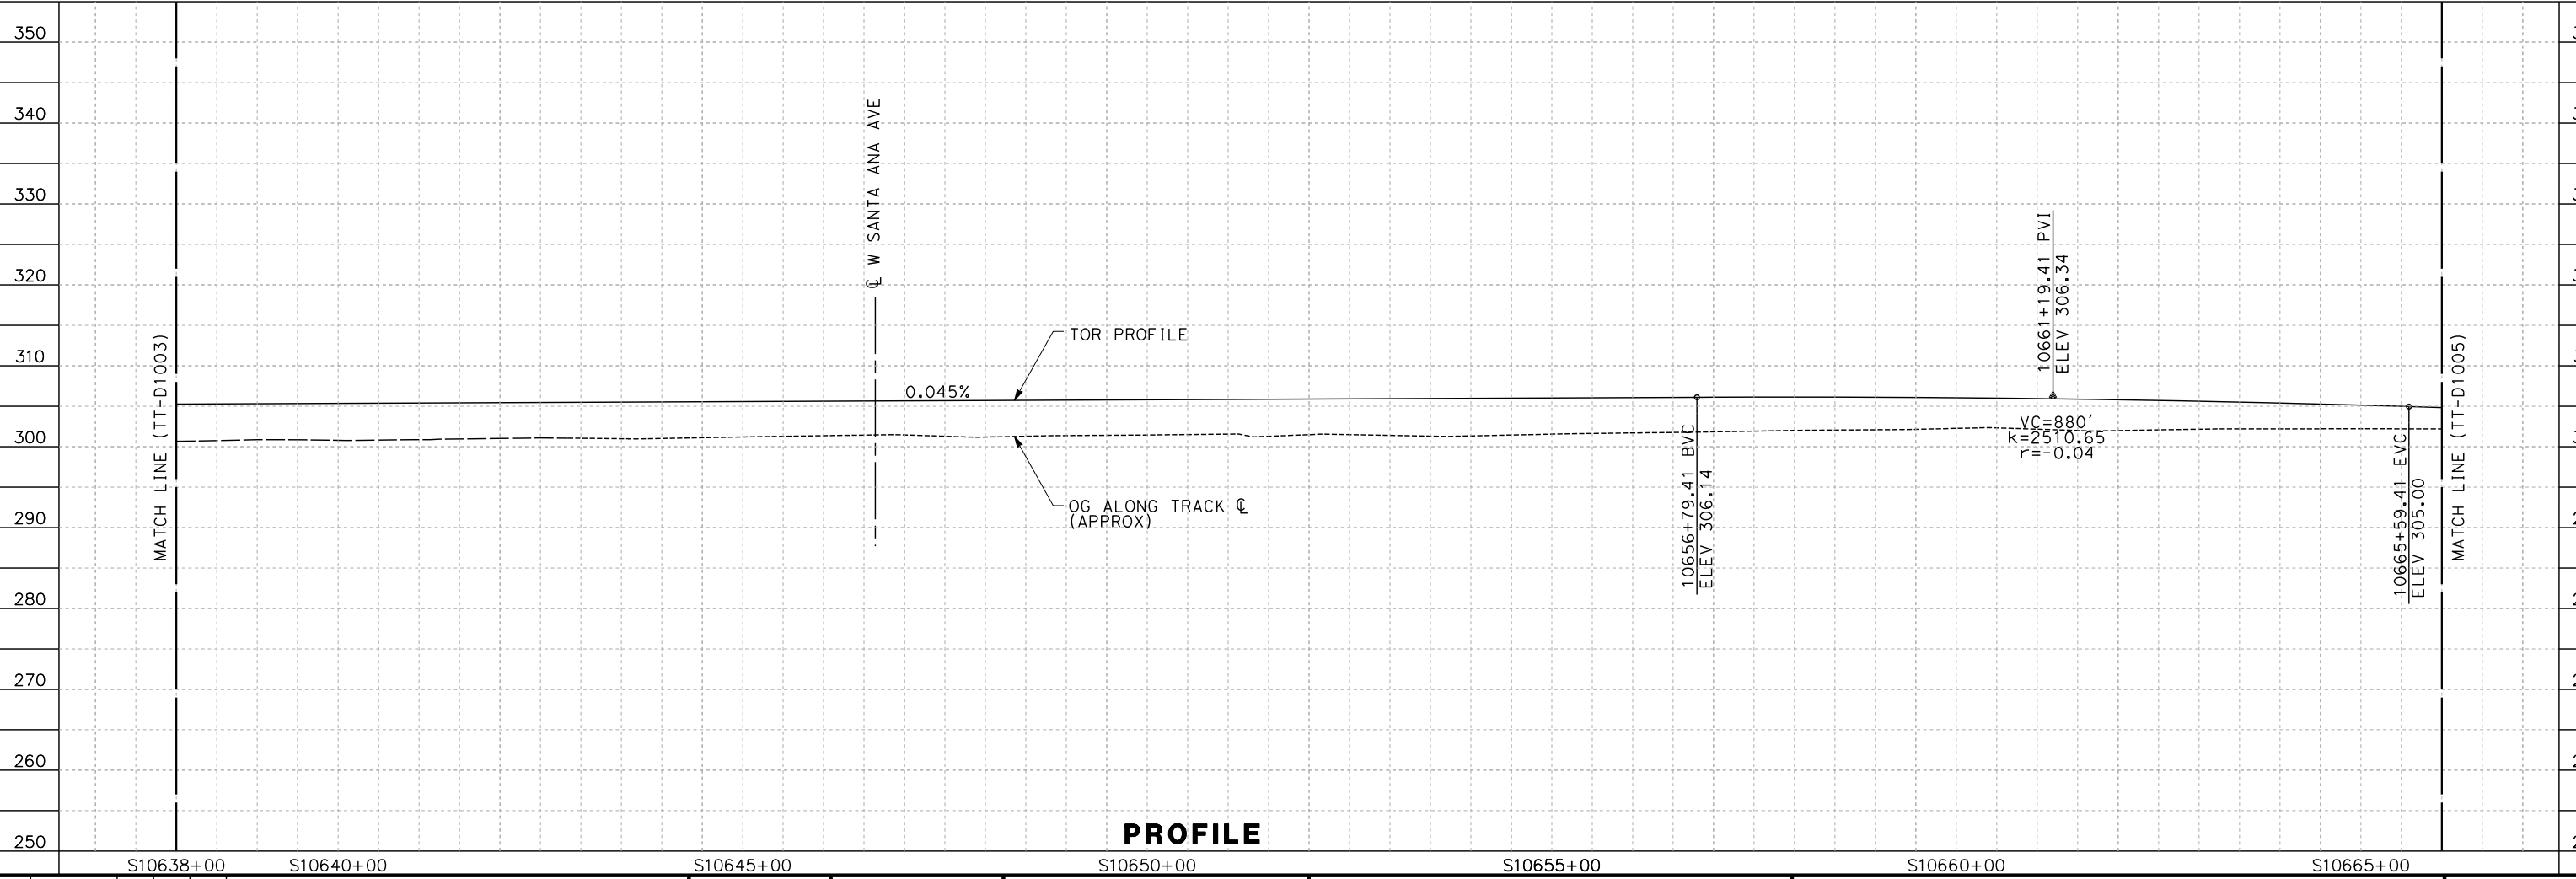 350
340
330
320
310
300
290
280
270
260
250
MATCH LINE (TT-D1003)
℄ W SANTA ANA AVE
0.045%
TOR PROFILE
OG ALONG TRACK ℄
(APPROX)
10656+79.41 BVC
ELEV 306.14
10661+19.41 PVI
ELEV 306.34
VC=880'
k=2510.65
r=-0.04
10665+59.41 EVC
ELEV 305.00
MATCH LINE (TT-D1005)
PROFILE
S10638+00 S10640+00 S10645+00 S10650+00 S10655+00 S10660+00 S10665+00